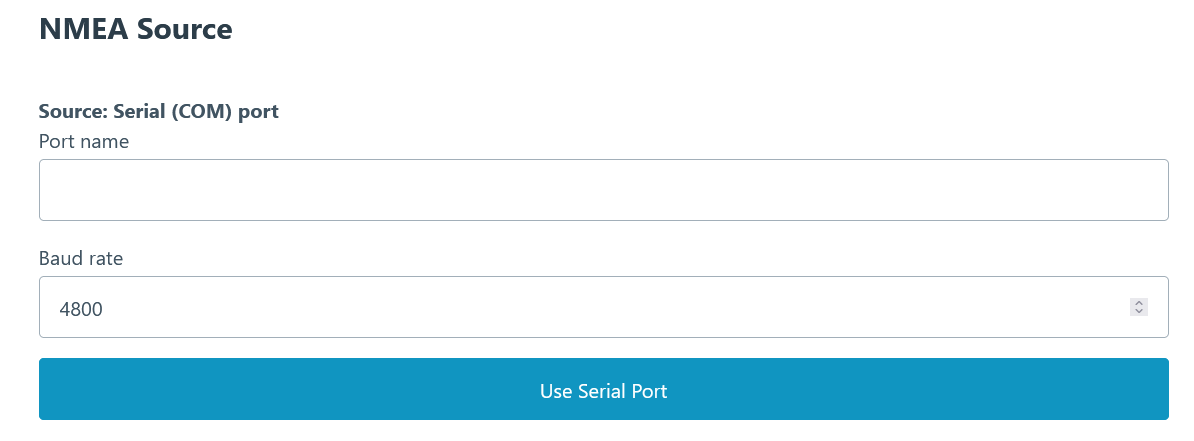 NMEA Source
Source: Serial (COM) port
Port name
Baud rate
4800
Use Serial Port